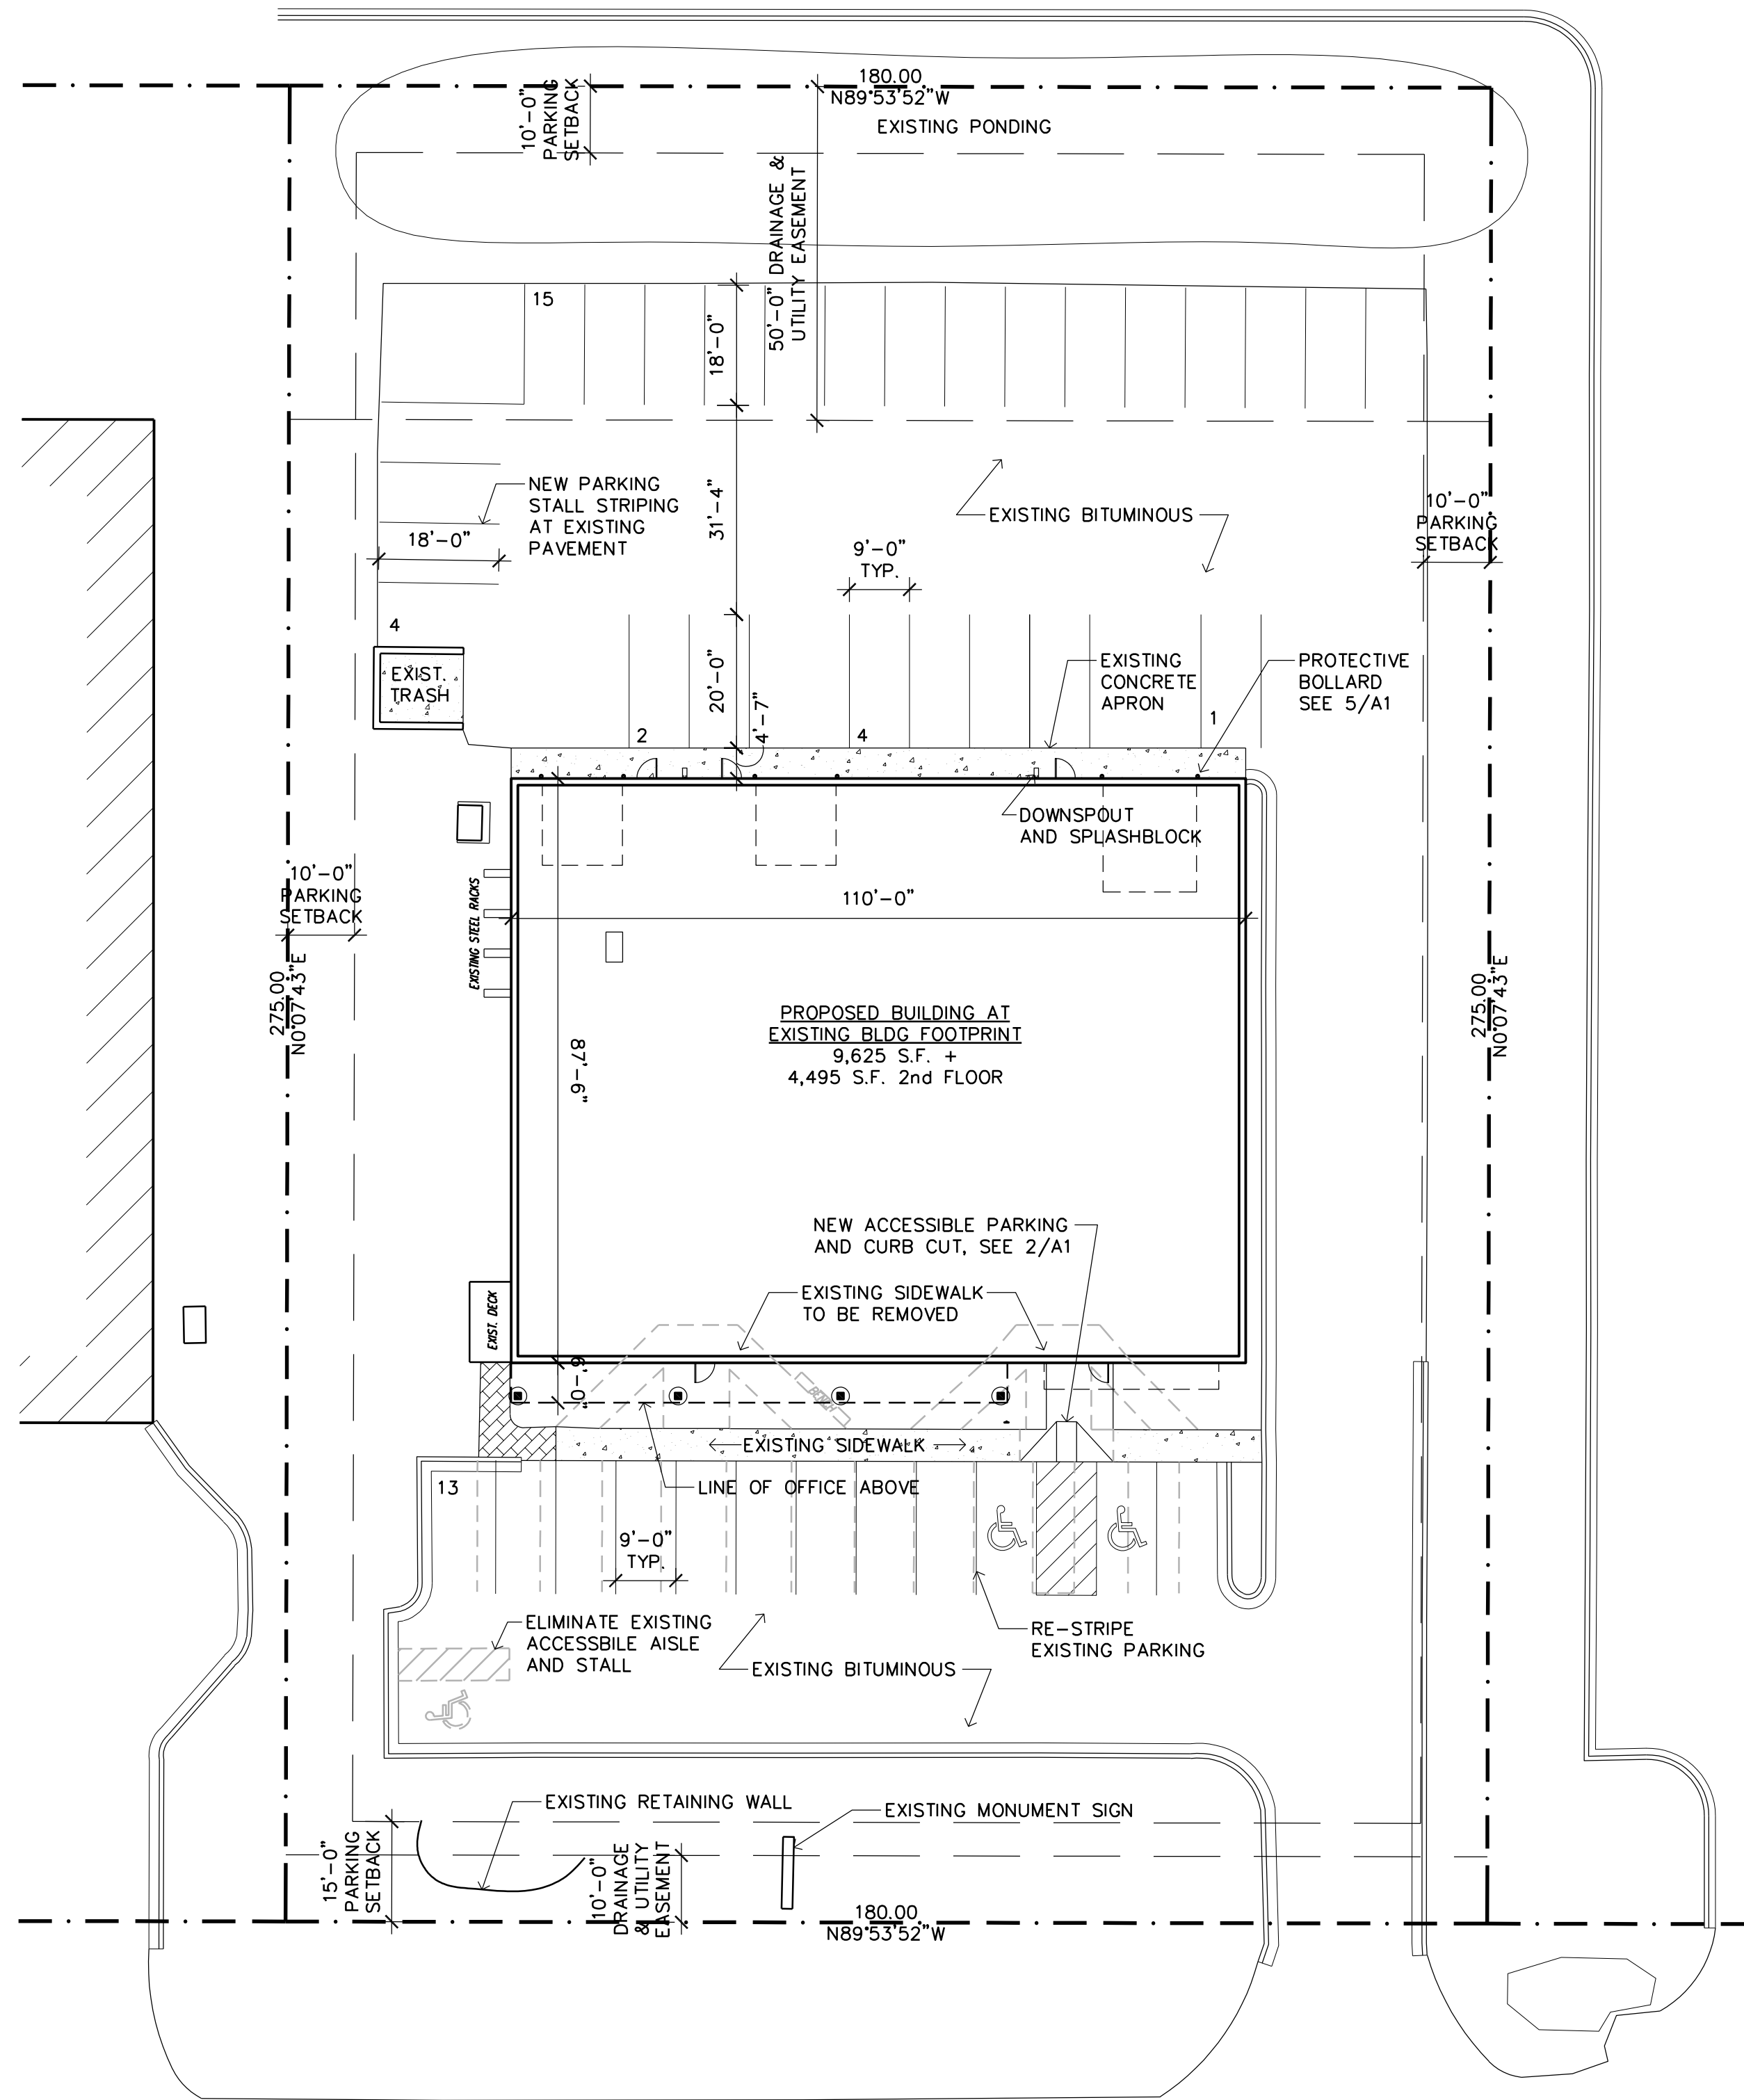 180.00
N89°53'52"W
EXISTING PONDING
10'-0"
PARKING
SETBACK
50'-0" DRAINAGE &
UTILITY EASEMENT
15
18'-0"
NEW PARKING
STALL STRIPING
AT EXISTING
PAVEMENT
18'-0"
31'-4"
EXISTING BITUMINOUS
10'-0"
PARKING
SETBACK
9'-0"
TYP.
4
EXIST.
TRASH
20'-0"
4'-7"
2
4
1
EXISTING
CONCRETE
APRON
PROTECTIVE
BOLLARD
SEE 5/A1
DOWNSPOUT
AND SPLASHBLOCK
10'-0"
PARKING
SETBACK
EXISTING STEEL RACKS
110'-0"
275.00
N0°07'43"E
275.00
N0°07'43"E
PROPOSED BUILDING AT
EXISTING BLDG FOOTPRINT
9,625 S.F. +
4,495 S.F. 2nd FLOOR
87'-6"
NEW ACCESSIBLE PARKING
AND CURB CUT, SEE 2/A1
EXISTING SIDEWALK
TO BE REMOVED
EXIST. DECK
6'-0"
BENCH
EXISTING SIDEWALK
LINE OF OFFICE ABOVE
13
9'-0"
TYP.
ELIMINATE EXISTING
ACCESSBILE AISLE
AND STALL
RE-STRIPE
EXISTING PARKING
EXISTING BITUMINOUS
EXISTING RETAINING WALL
EXISTING MONUMENT SIGN
15'-0"
PARKING
SETBACK
10'-0"
DRAINAGE
& UTILITY
EASEMENT
180.00
N89°53'52"W